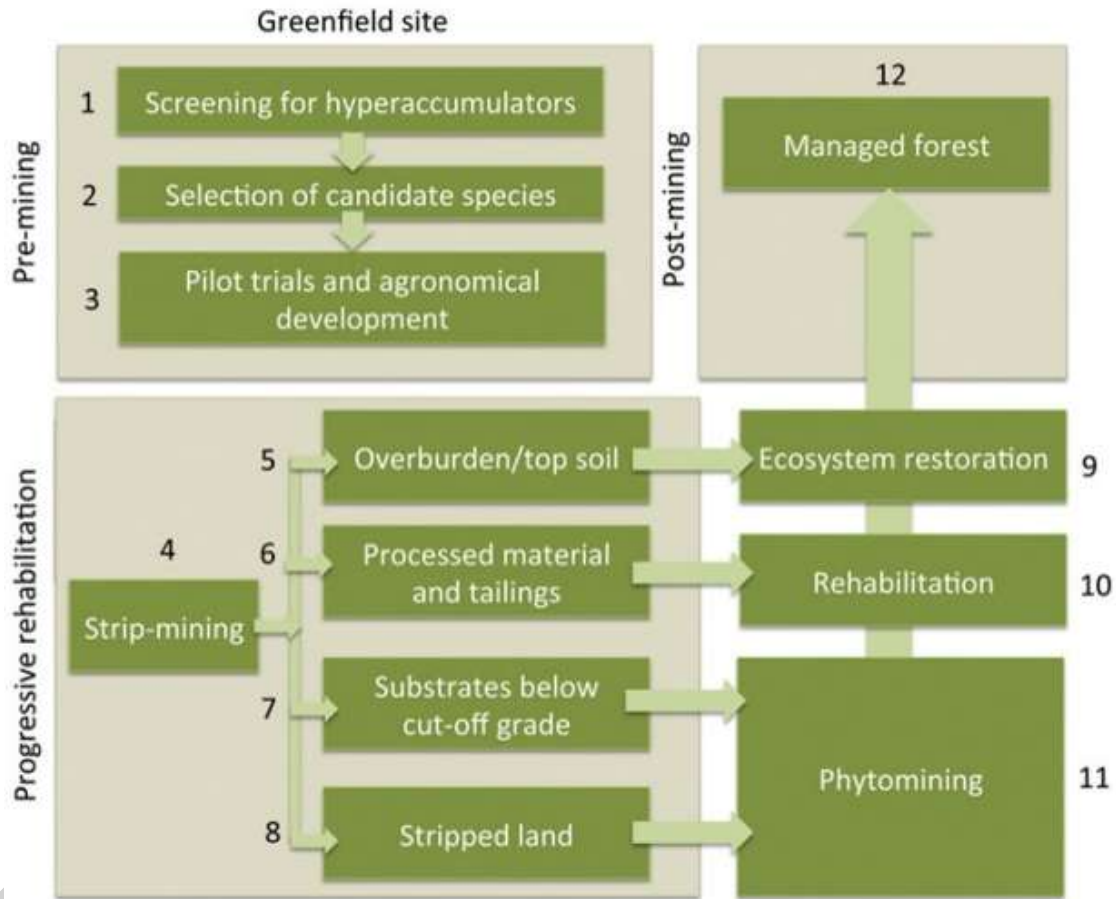 Greenfield site
Pre-mining
1
Screening for hyperaccumulators
2
Selection of candidate species
3
Pilot trials and agronomical
development
Post-mining
12
Managed forest
Progressive rehabilitation
4
Strip-mining
5
Overburden/top soil
6
Processed material
and tailings
7
Substrates below
cut-off grade
8
Stripped land
Ecosystem restoration
9
Rehabilitation
10
Phytomining
11